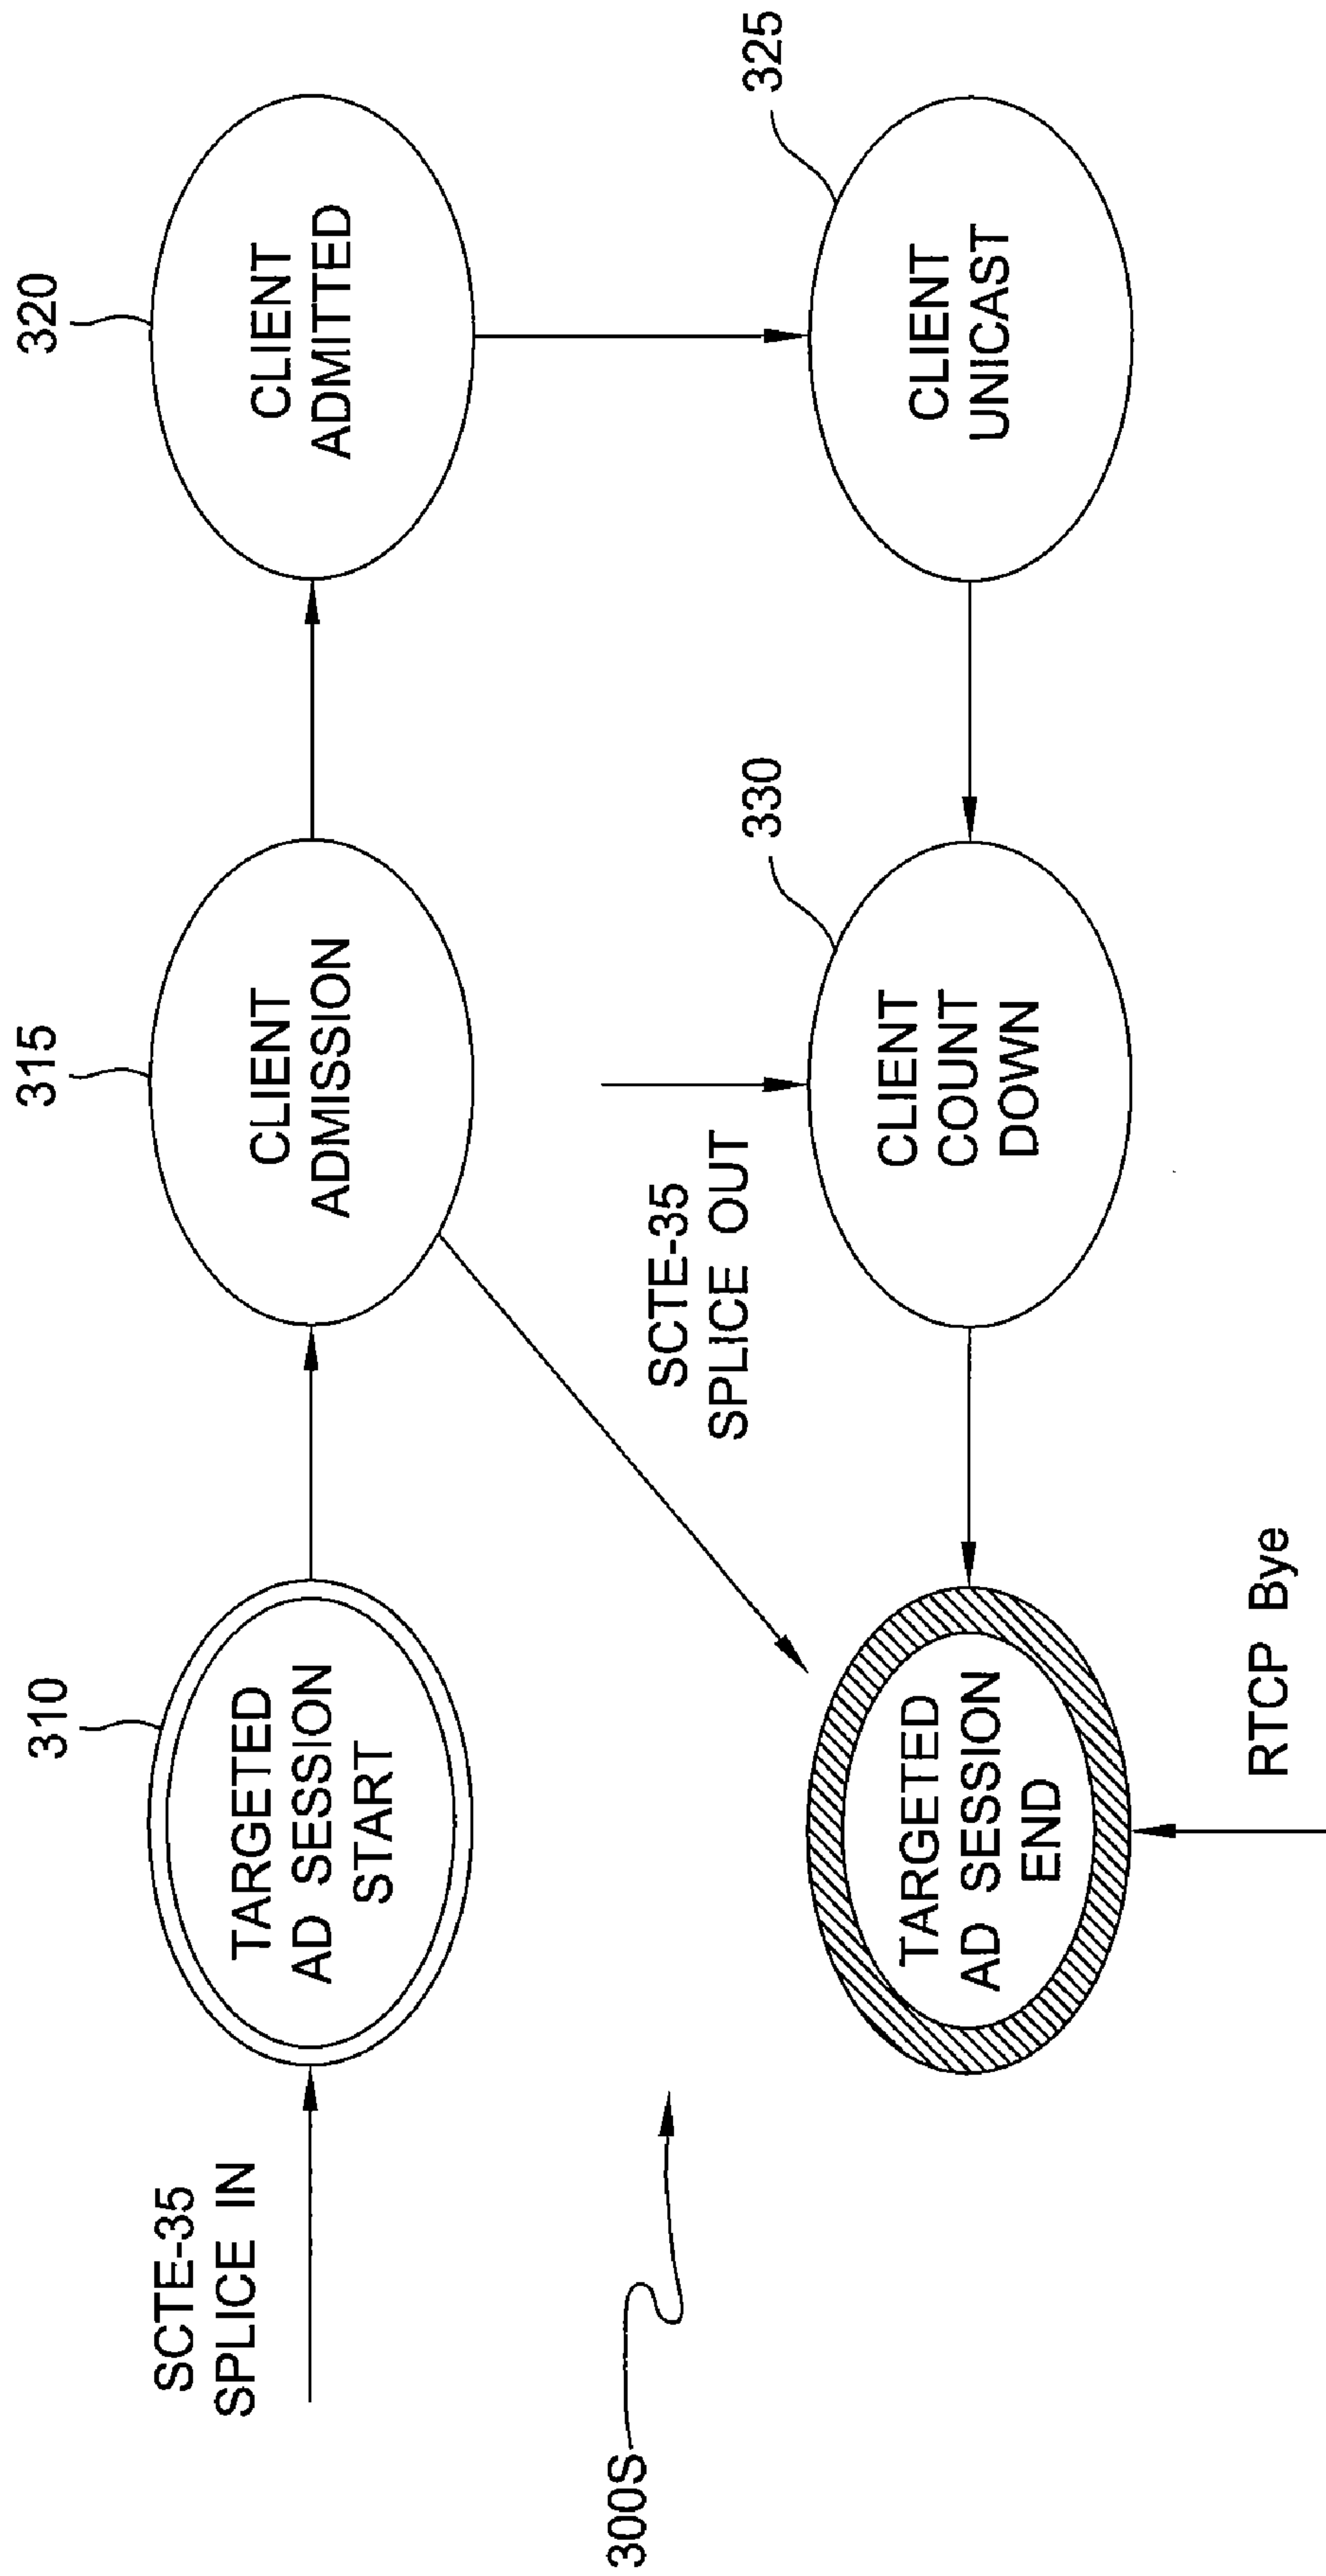 310
315
320
SCTE-35
SPLICE IN
TARGETED
AD SESSION
START
CLIENT
ADMISSION
CLIENT
ADMITTED
300S
SCTE-35
SPLICE OUT
330
325
TARGETED
AD SESSION
END
CLIENT
COUNT
DOWN
CLIENT
UNICAST
RTCP Bye